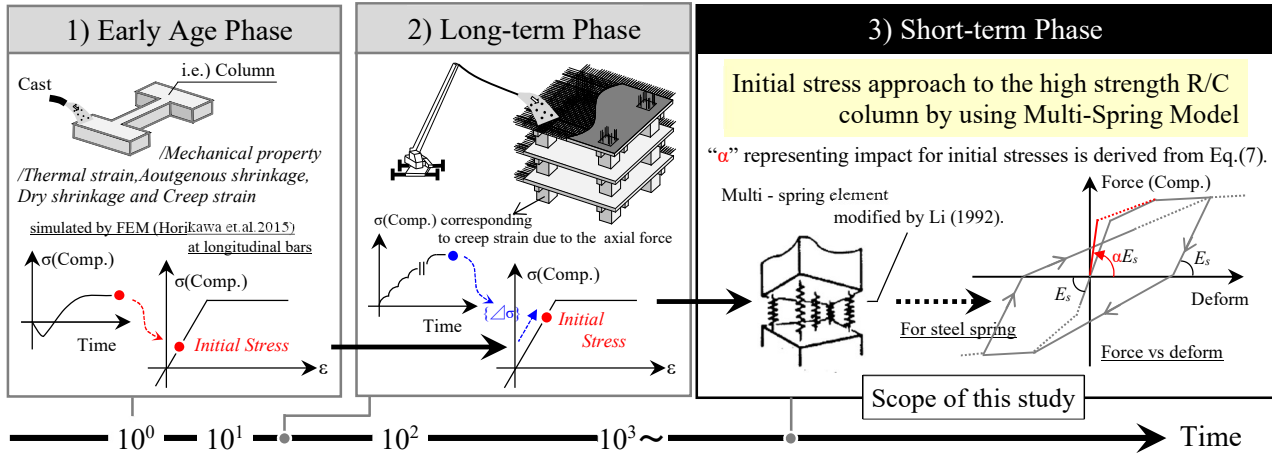 1) Early Age Phase
i.e.) Column
Cast
/Mechanical property
/Thermal strain,Aoutgenous shrinkage,
Dry shrinkage and Creep strain
simulated by FEM (Horikawa et.al.2015)
at longitudinal bars
σ(Comp.)
Time
σ(Comp.)
Initial Stress
ε
2) Long-term Phase
σ(Comp.) corresponding
to creep strain due to the axial force
Time
{⊿σ}
σ(Comp.)
Initial
Stress
ε
3) Short-term Phase
Initial stress approach to the high strength R/C
column by using Multi-Spring Model
“α” representing impact for initial stresses is derived from Eq.(7).
Multi - spring element
modified by Li (1992).
For steel spring
Force (Comp.)
αEs
Es
Es
Deform
Force vs deform
Scope of this study
10⁰
10¹
10²
10³~
Time